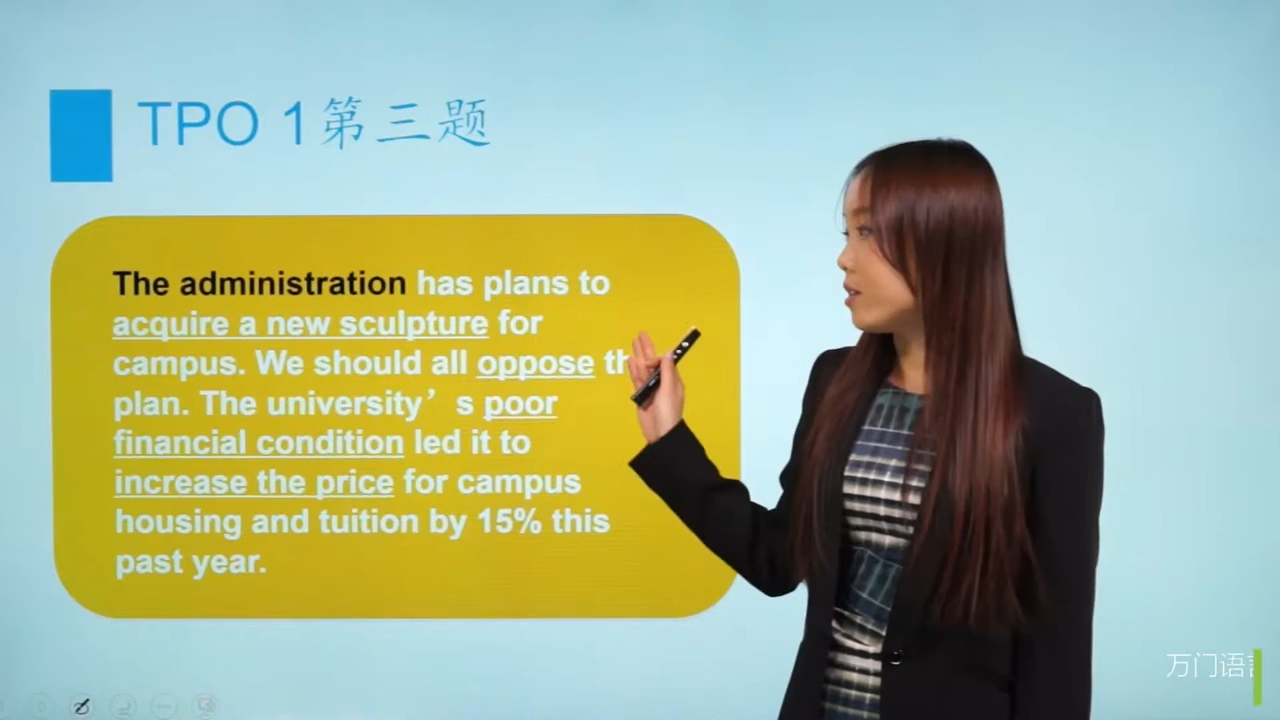 TPO 1第三题
The administration has plans to
acquire a new sculpture for
campus. We should all oppose
plan. The university’s poor
financial condition led it to
increase the price for campus
housing and tuition by 15% this
past year.
万门语言